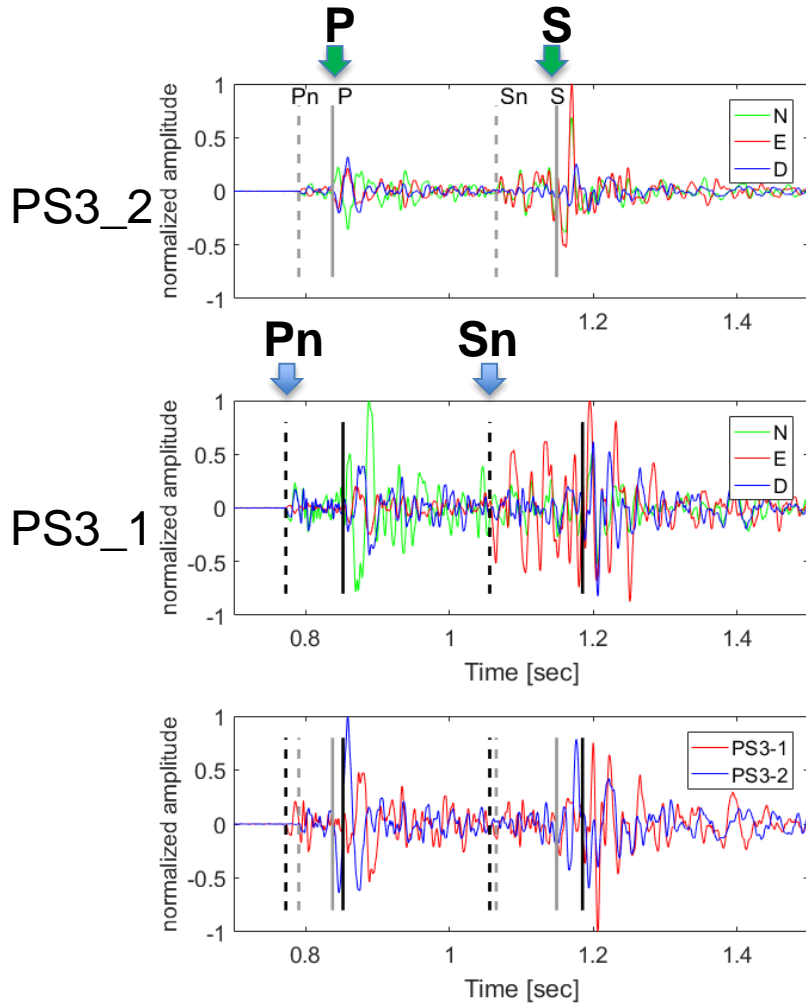 P S
Pn P Sn S
1
0.5
0
-0.5
-1
normalized amplitude
N
E
D
PS3_2
1.2 1.4
Pn Sn
1
0.5
0
-0.5
-1
normalized amplitude
N
E
D
PS3_1
0.8 1 1.2 1.4
Time [sec]
1
0.5
0
-0.5
-1
normalized amplitude
PS3-1
PS3-2
0.8 1 1.2 1.4
Time [sec]